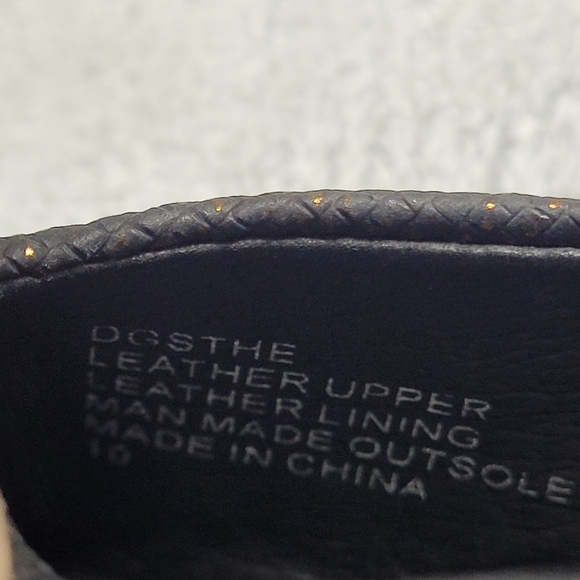 DGSTHE
LEATHER UPPER
LEATHER LINING
MAN MADE OUTSOLE
MADE IN CHINA
10